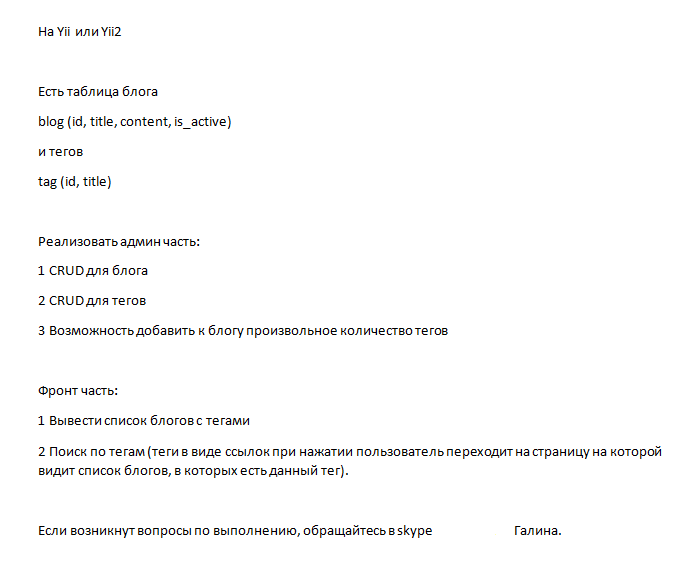 На Yii или Yii2
Есть таблица блога
blog (id, title, content, is_active)
и тегов
tag (id, title)
Реализовать админ часть:
1 CRUD для блога
2 CRUD для тегов
3 Возможность добавить к блогу произвольное количество тегов
Фронт часть:
1 Вывести список блогов с тегами
2 Поиск по тегам (теги в виде ссылок при нажатии пользователь переходит на страницу на которой
видит список блогов, в которых есть данный тег).
Если возникнут вопросы по выполнению, обращайтесь в skype Галина.